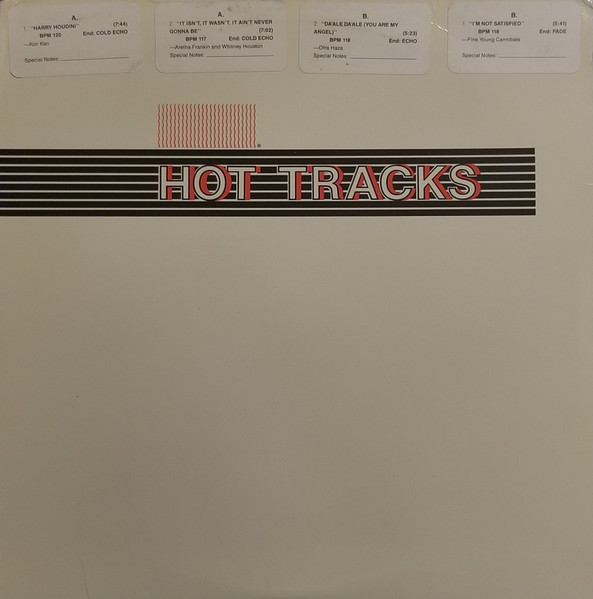 A.
1. "HARRY HOUDINI" (7:44)
BPM 120 End: COLD ECHO
—Kon Kan
Special Notes:
A.
2. "IT ISN'T, IT WASN'T, IT AIN'T NEVER
GONNA BE" (7:02)
BPM 117 End: COLD ECHO
—Aretha Franklin and Whitney Houston
Special Notes:
B.
2. "DA'ALE DA'ALE (YOU ARE MY
ANGEL)" (5:23)
BPM 118 End: ECHO
—Ofra Haza
Special Notes:
B.
1. "I'M NOT SATISFIED" (5:41)
BPM 118 End: FADE
—Fine Young Cannibals
Special Notes:
®
HOT TRACKS